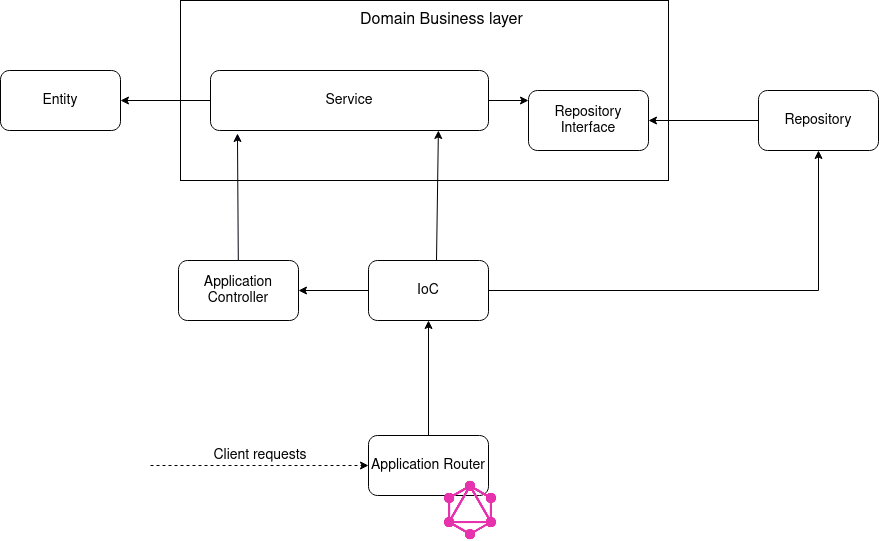 Domain Business layer
Entity
Service
Repository
Interface
Repository
Application
Controller
IoC
Client requests
Application Router